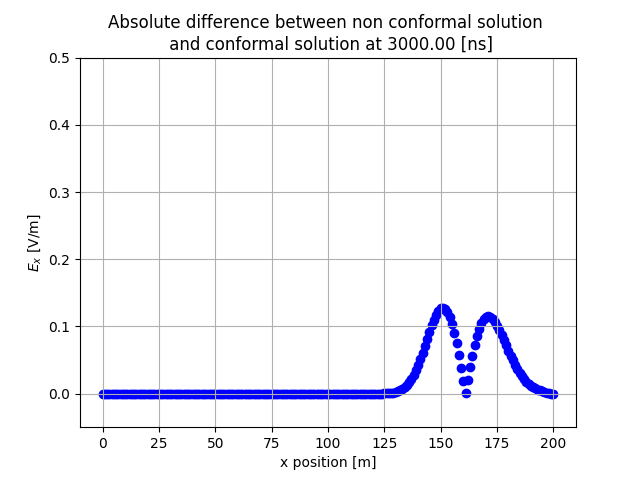 Absolute difference between non conformal solution
and conformal solution at 3000.00 [ns]
0.5
0.4
0.3
0.2
0.1
0.0
E_x [V/m]
0 25 50 75 100 125 150 175 200
x position [m]